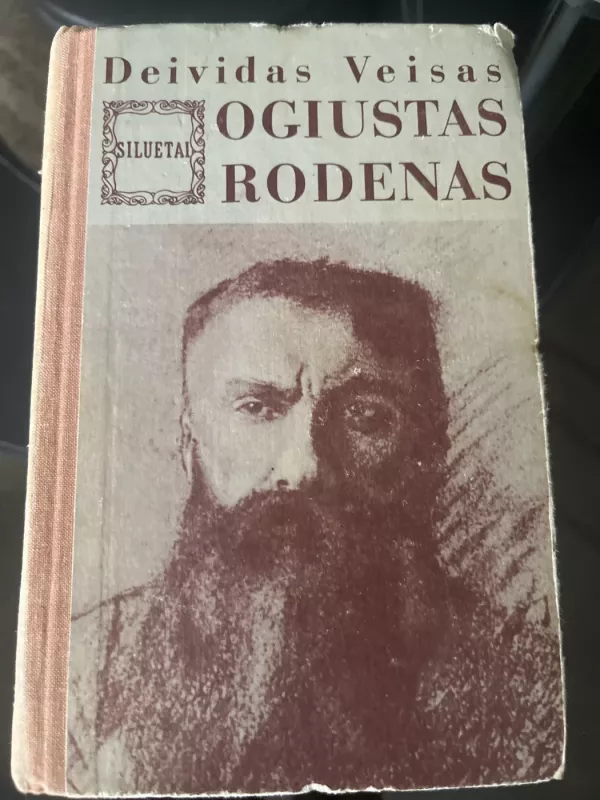 Deividas Veisas
SILUETAI
OGIUSTAS
RODENAS